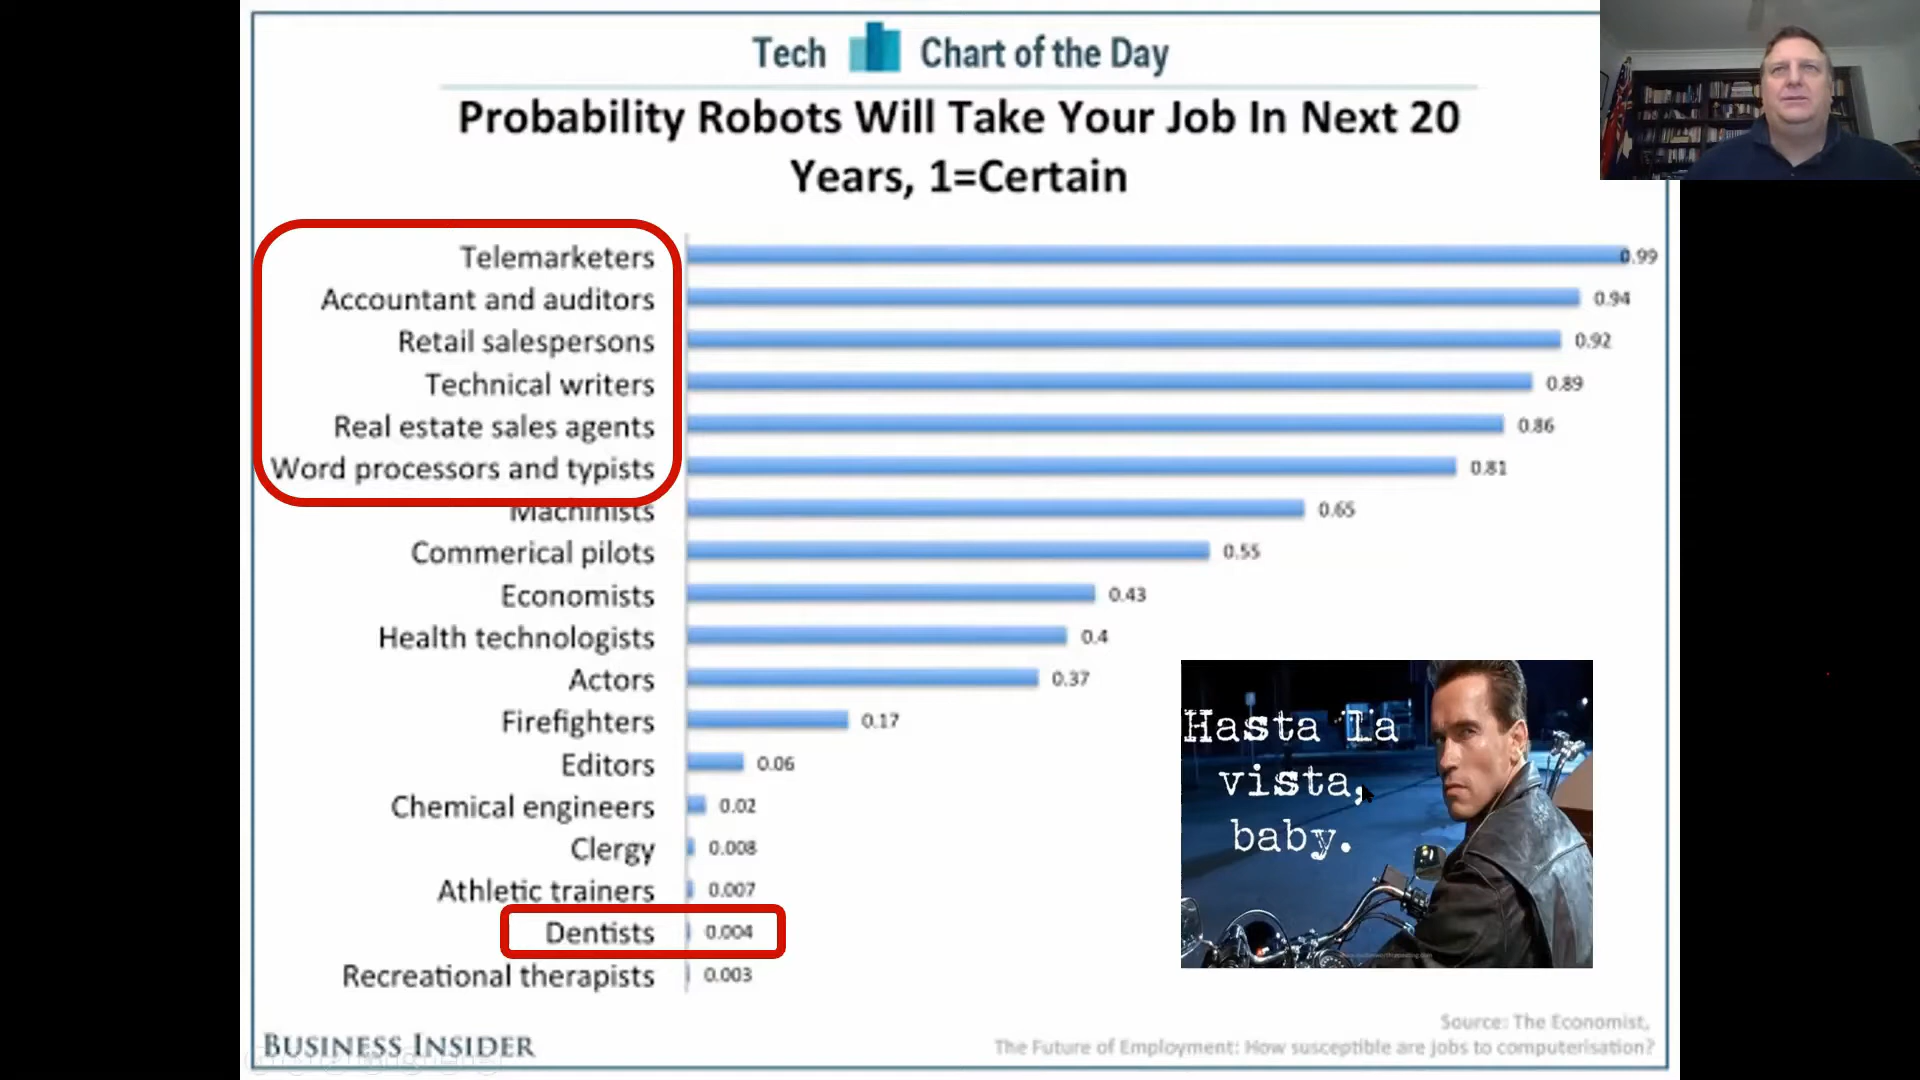 Tech Chart of the Day
Probability Robots Will Take Your Job In Next 20
Years, 1=Certain
Telemarketers 0.99
Accountant and auditors 0.94
Retail salespersons 0.92
Technical writers 0.89
Real estate sales agents 0.86
Word processors and typists 0.81
Machinists 0.65
Commerical pilots 0.55
Economists 0.43
Health technologists 0.4
Actors 0.37
Firefighters 0.17
Editors 0.06
Chemical engineers 0.02
Clergy 0.008
Athletic trainers 0.007
Dentists 0.004
Recreational therapists 0.003
Hasta la
vista,
baby.
BUSINESS INSIDER
Source: The Economist,
The Future of Employment: How susceptible are jobs to computerisation?